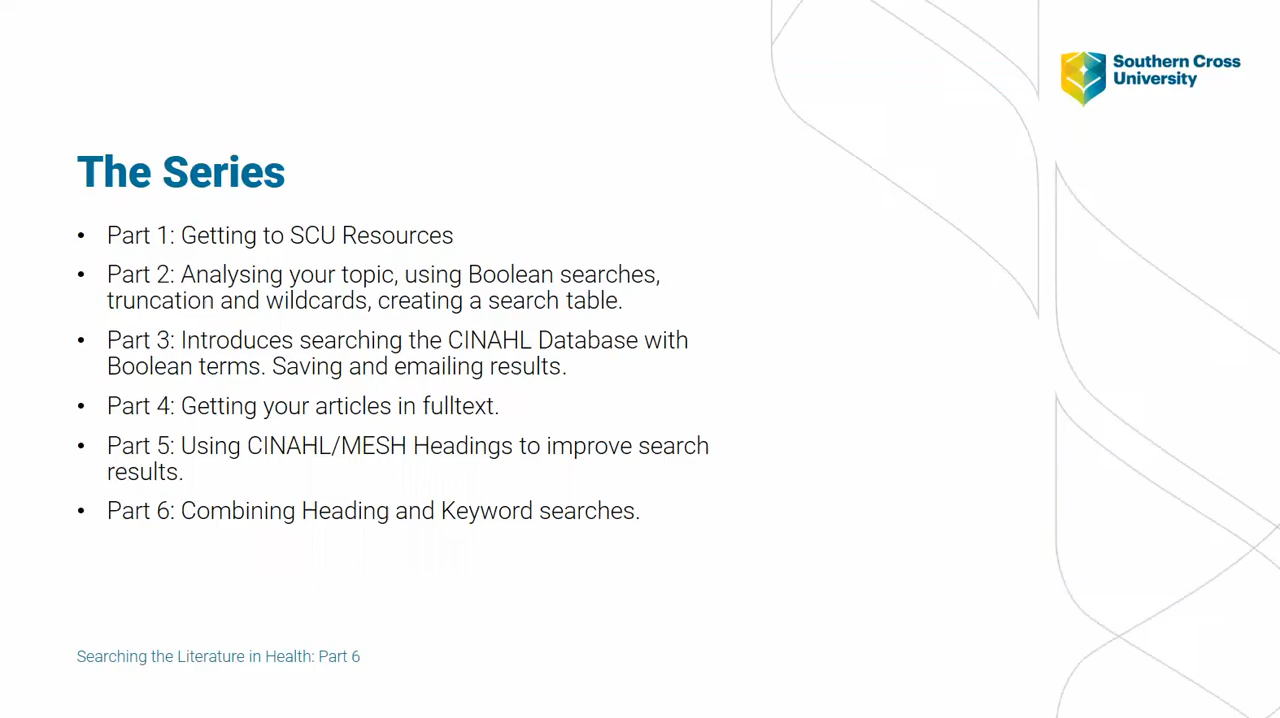 Southern Cross
University
The Series
• Part 1: Getting to SCU Resources
• Part 2: Analysing your topic, using Boolean searches,
truncation and wildcards, creating a search table.
• Part 3: Introduces searching the CINAHL Database with
Boolean terms. Saving and emailing results.
• Part 4: Getting your articles in fulltext.
• Part 5: Using CINAHL/MESH Headings to improve search
results.
• Part 6: Combining Heading and Keyword searches.
Searching the Literature in Health: Part 6